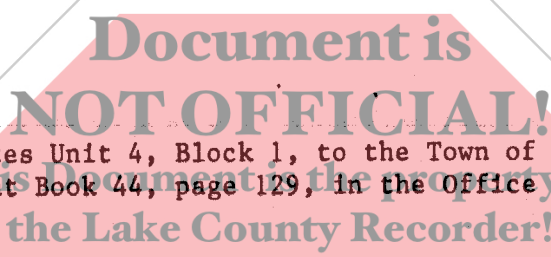 Document is
NOT OFFICIAL!
es Unit 4, Block 1, to the Town of
t Book 44, page 129, in the Office
is Document is the property
the Lake County Recorder!